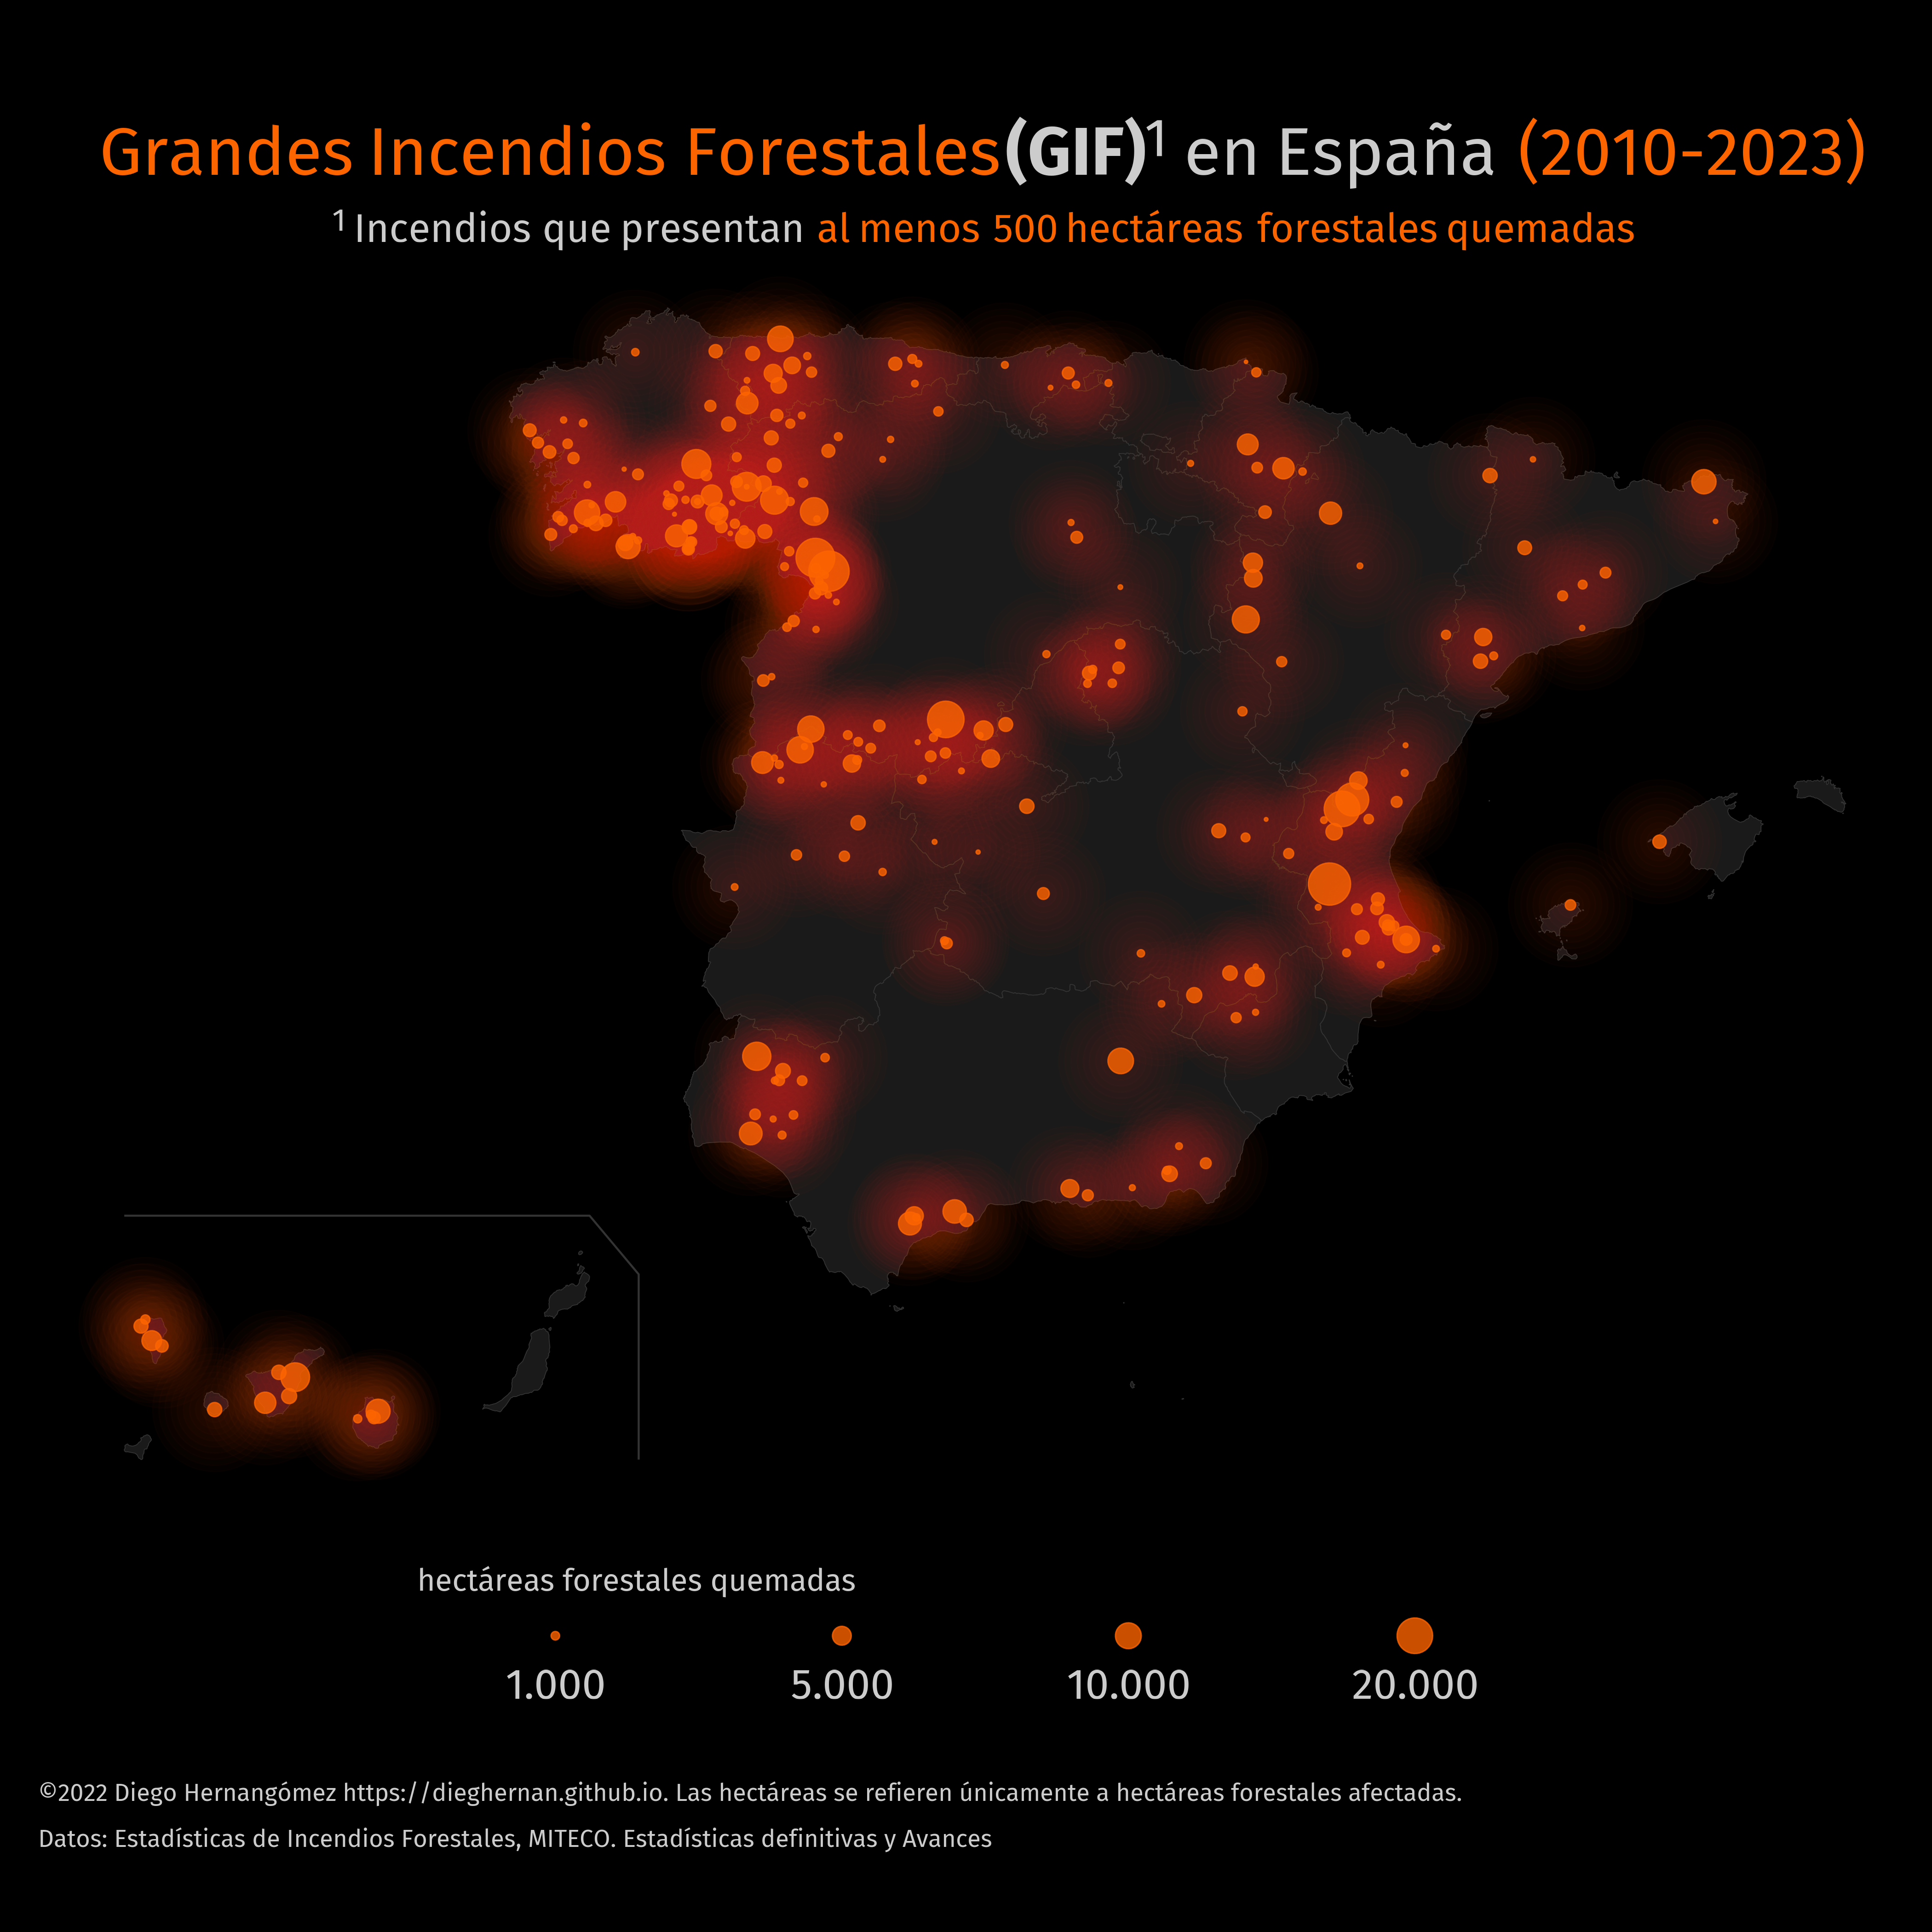 Grandes Incendios Forestales(GIF)¹ en España (2010-2023)
¹ Incendios que presentan al menos 500 hectáreas forestales quemadas
hectáreas forestales quemadas
1.000 5.000 10.000 20.000
©2022 Diego Hernangómez https://dieghernan.github.io. Las hectáreas se refieren únicamente a hectáreas forestales afectadas.
Datos: Estadísticas de Incendios Forestales, MITECO. Estadísticas definitivas y Avances